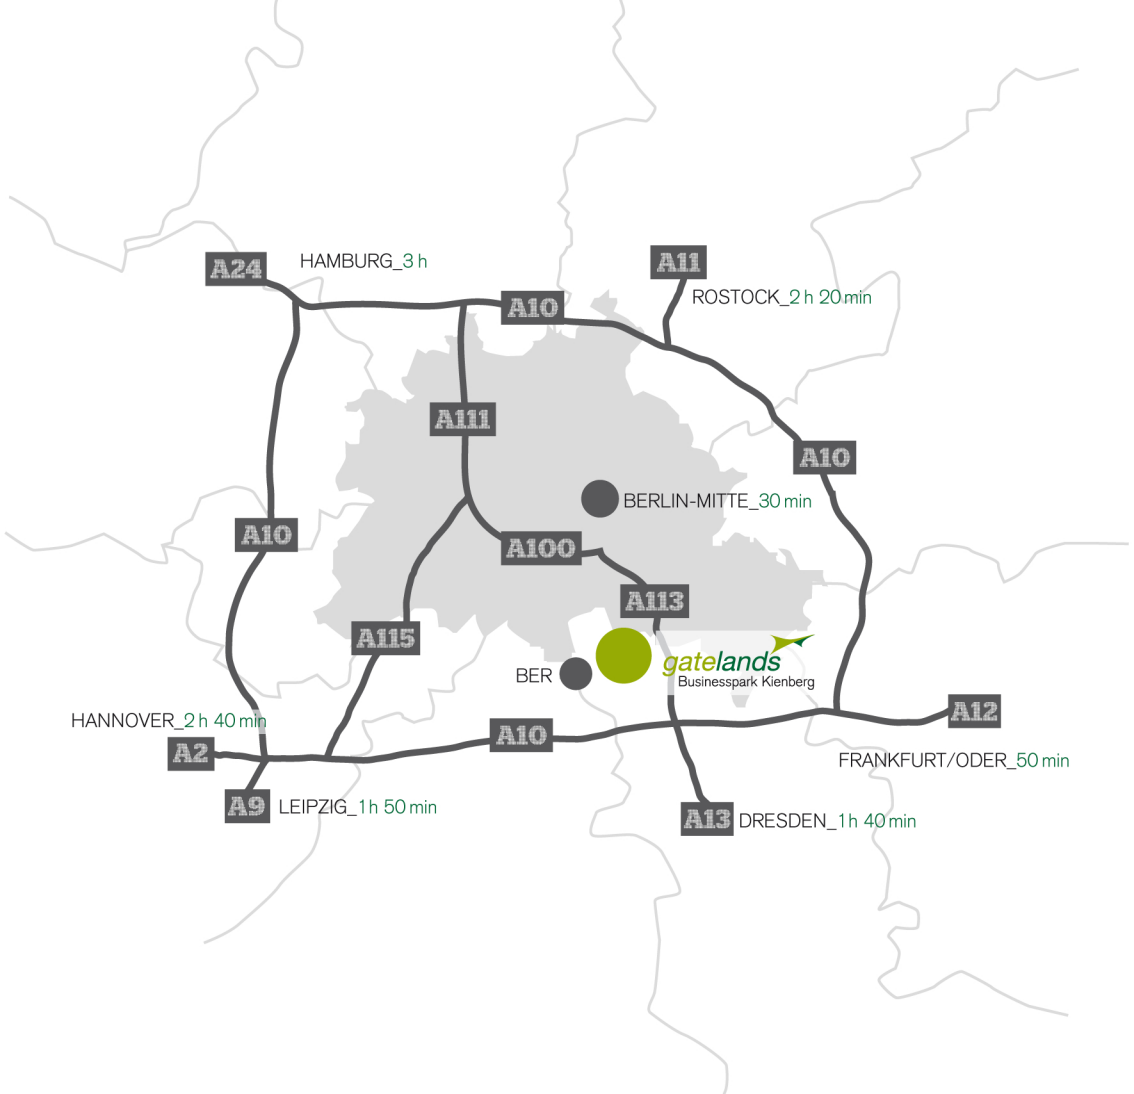 A24
HAMBURG_3 h
A11
ROSTOCK_2 h 20 min
A10
A111
A10
BERLIN-MITTE_30 min
A10
A100
A113
A115
gatelands
Businesspark Kienberg
BER
HANNOVER_2 h 40 min
A12
A10
A2
FRANKFURT/ODER_50 min
A9
LEIPZIG_1 h 50 min
A13
DRESDEN_1 h 40 min